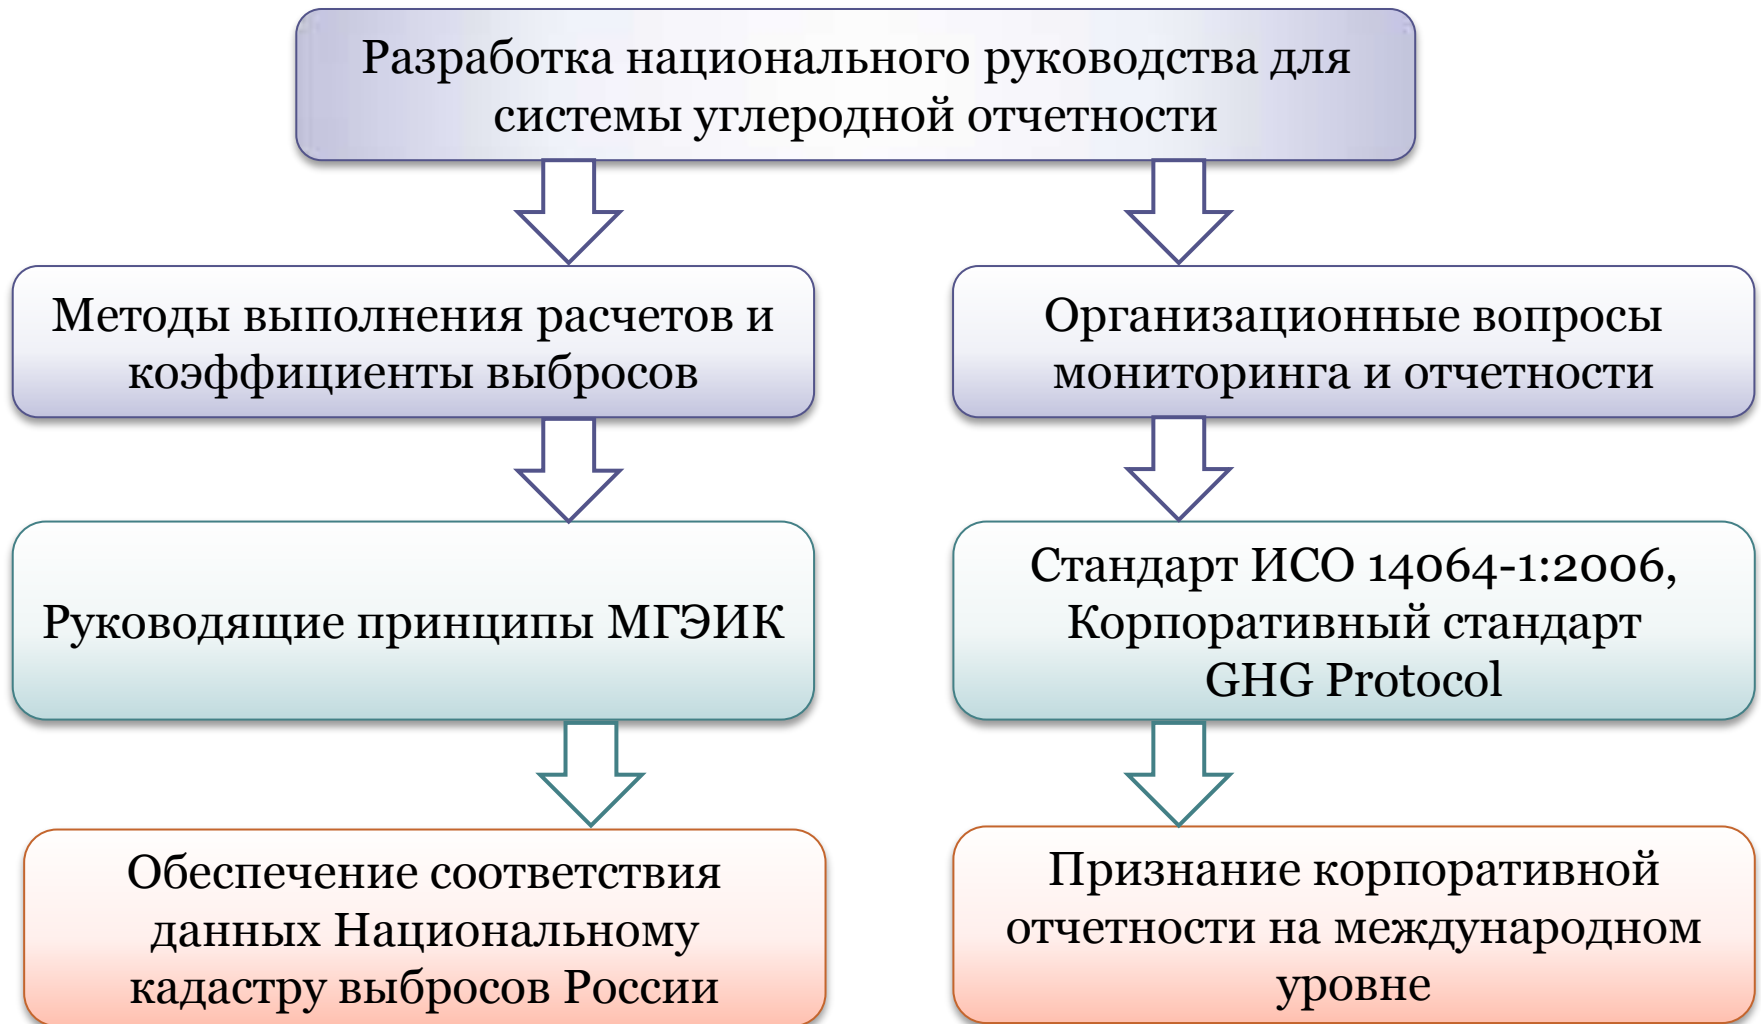 Разработка национального руководства для
системы углеродной отчетности
Методы выполнения расчетов и
коэффициенты выбросов
Организационные вопросы
мониторинга и отчетности
Руководящие принципы МГЭИК
Стандарт ИСО 14064-1:2006,
Корпоративный стандарт
GHG Protocol
Обеспечение соответствия
данных Национальному
кадастру выбросов России
Признание корпоративной
отчетности на международном
уровне